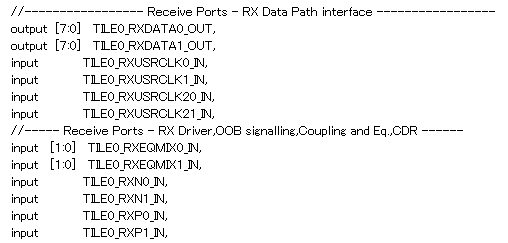 //----------------- Receive Ports - RX Data Path interface -----------------
output [7:0] TILE0_RXDATA0_OUT,
output [7:0] TILE0_RXDATA1_OUT,
input TILE0_RXUSRCLK0_IN,
input TILE0_RXUSRCLK1_IN,
input TILE0_RXUSRCLK20_IN,
input TILE0_RXUSRCLK21_IN,
//----- Receive Ports - RX Driver,OOB signalling,Coupling and Eq.,CDR ------
input [1:0] TILE0_RXEQMIX0_IN,
input [1:0] TILE0_RXEQMIX1_IN,
input TILE0_RXN0_IN,
input TILE0_RXN1_IN,
input TILE0_RXP0_IN,
input TILE0_RXP1_IN,